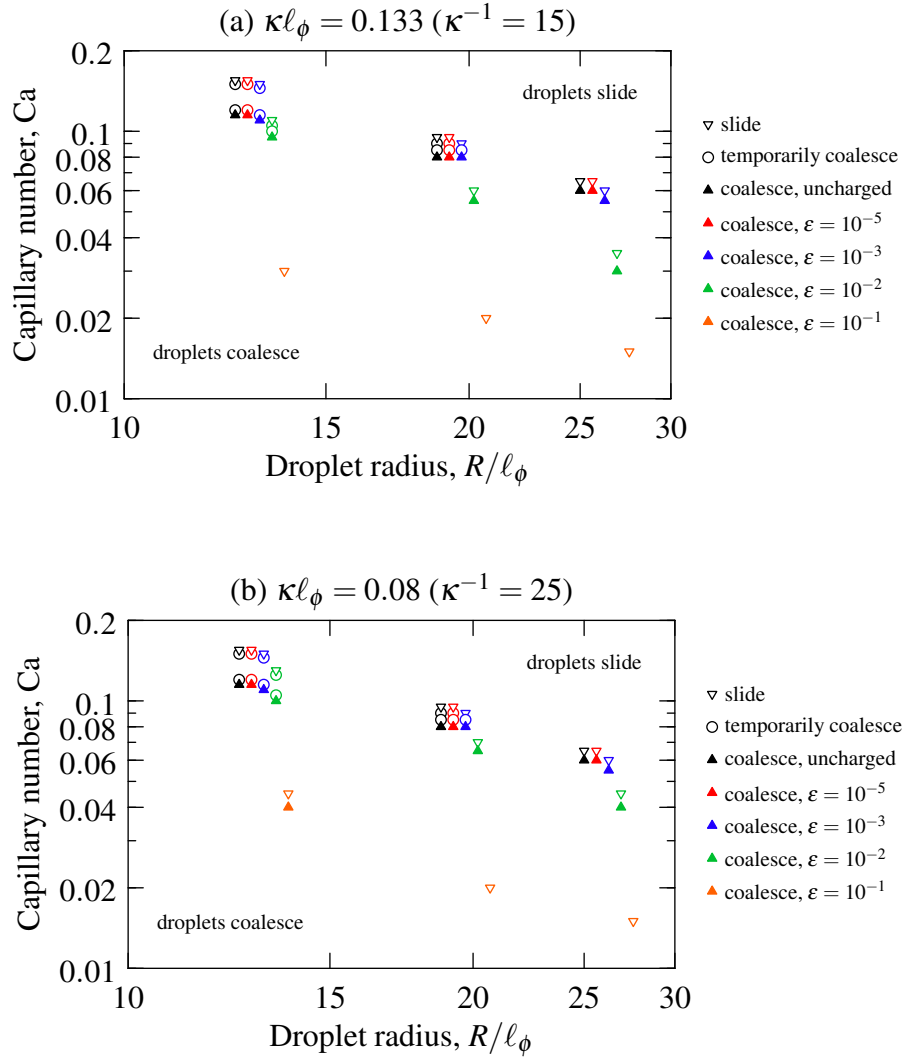 (a) κℓ_ϕ = 0.133 (κ⁻¹ = 15)
0.2
0.1
0.08
0.06
0.04
0.02
0.01
Capillary number, Ca
droplets slide
droplets coalesce
10
15
20
25
30
Droplet radius, R/ℓ_ϕ
slide
temporarily coalesce
coalesce, uncharged
coalesce, ε = 10⁻⁵
coalesce, ε = 10⁻³
coalesce, ε = 10⁻²
coalesce, ε = 10⁻¹
(b) κℓ_ϕ = 0.08 (κ⁻¹ = 25)
0.2
0.1
0.08
0.06
0.04
0.02
0.01
Capillary number, Ca
droplets slide
droplets coalesce
10
15
20
25
30
Droplet radius, R/ℓ_ϕ
slide
temporarily coalesce
coalesce, uncharged
coalesce, ε = 10⁻⁵
coalesce, ε = 10⁻³
coalesce, ε = 10⁻²
coalesce, ε = 10⁻¹